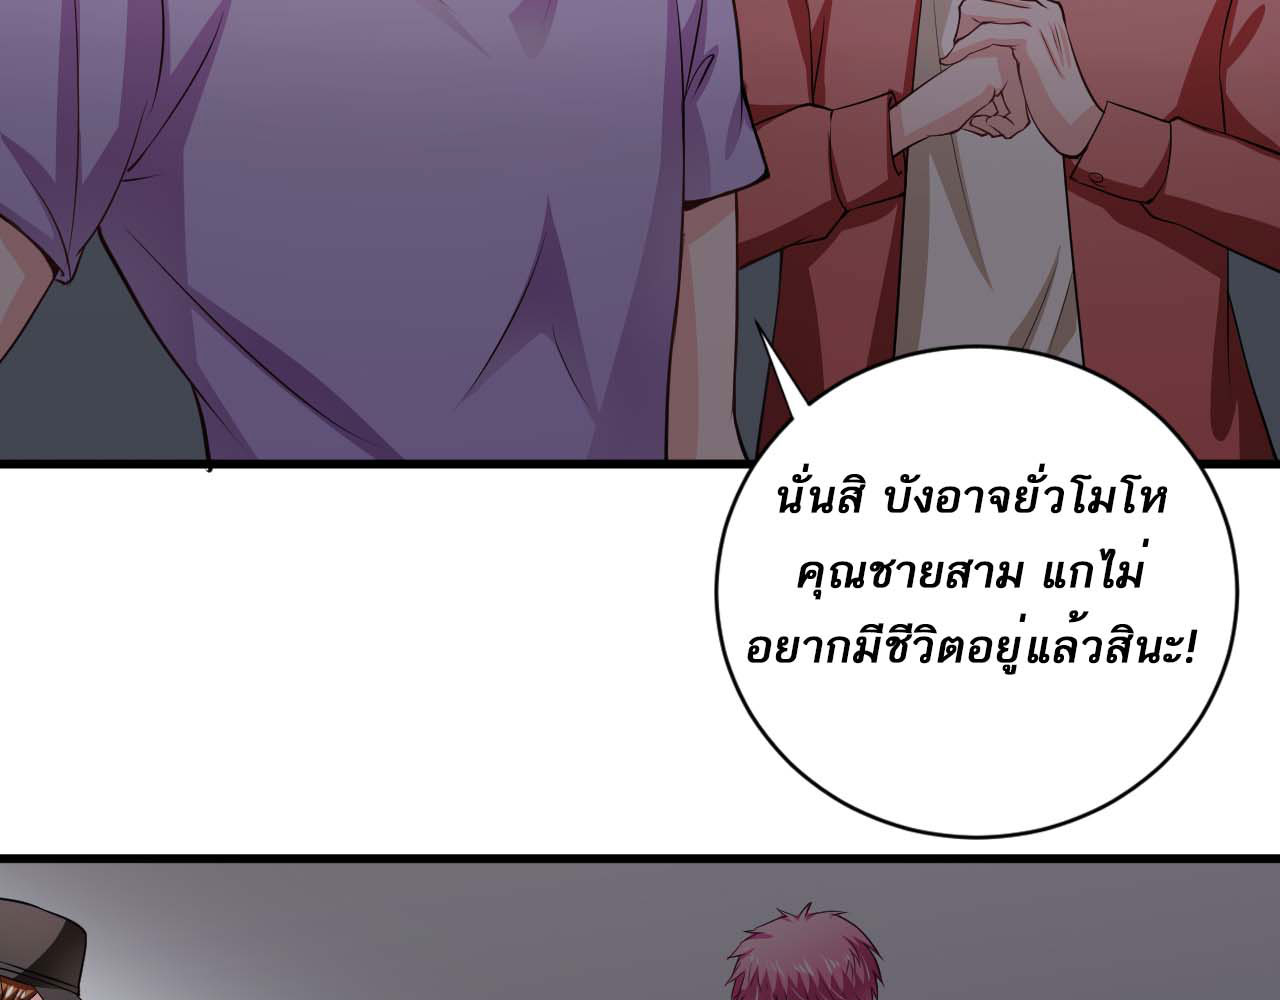 นั่นสิ บังอาจยั่วโมโห
คุณชายสาม แกไม่
อยากมีชีวิตอยู่แล้วสินะ!